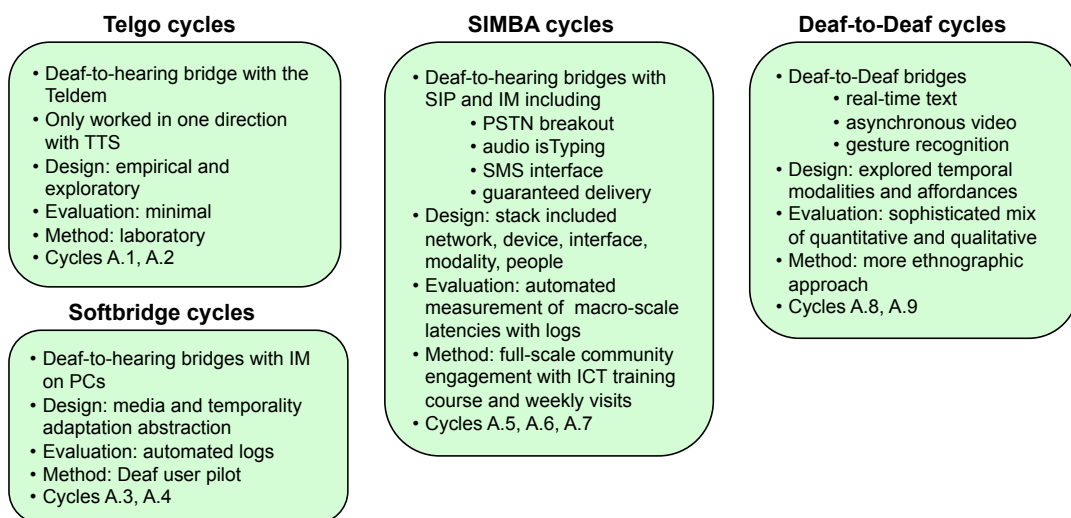 Telgo cycles
• Deaf-to-hearing bridge with the
Teldem
• Only worked in one direction
with TTS
• Design: empirical and
exploratory
• Evaluation: minimal
• Method: laboratory
• Cycles A.1, A.2
Softbridge cycles
• Deaf-to-hearing bridges with IM
on PCs
• Design: media and temporality
adaptation abstraction
• Evaluation: automated logs
• Method: Deaf user pilot
• Cycles A.3, A.4
SIMBA cycles
• Deaf-to-hearing bridges with
SIP and IM including
• PSTN breakout
• audio isTyping
• SMS interface
• guaranteed delivery
• Design: stack included
network, device, interface,
modality, people
• Evaluation: automated
measurement of macro-scale
latencies with logs
• Method: full-scale community
engagement with ICT training
course and weekly visits
• Cycles A.5, A.6, A.7
Deaf-to-Deaf cycles
• Deaf-to-Deaf bridges
• real-time text
• asynchronous video
• gesture recognition
• Design: explored temporal
modalities and affordances
• Evaluation: sophisticated mix
of quantitative and qualitative
• Method: more ethnographic
approach
• Cycles A.8, A.9